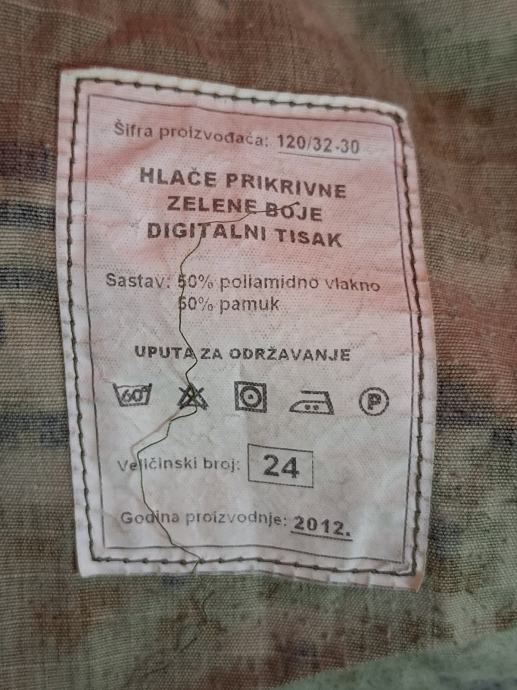 Šifra proizvođača: 120/32-30
HLAČE PRIKRIVNE
ZELENE BOJE
DIGITALNI TISAK
Sastav: 50% poliamidno vlakno
50% pamuk
UPUTA ZA ODRŽAVANJE
60 P
Veličinski broj: 24
Godina proizvodnje: 2012.